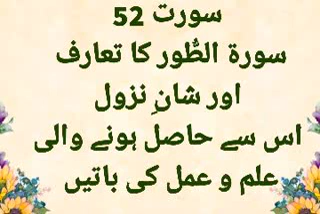 سورت 52
سورۃ الطُّور کا تعارف
اور شانِ نزول
اس سے حاصل ہونے والی
علم و عمل کی باتیں